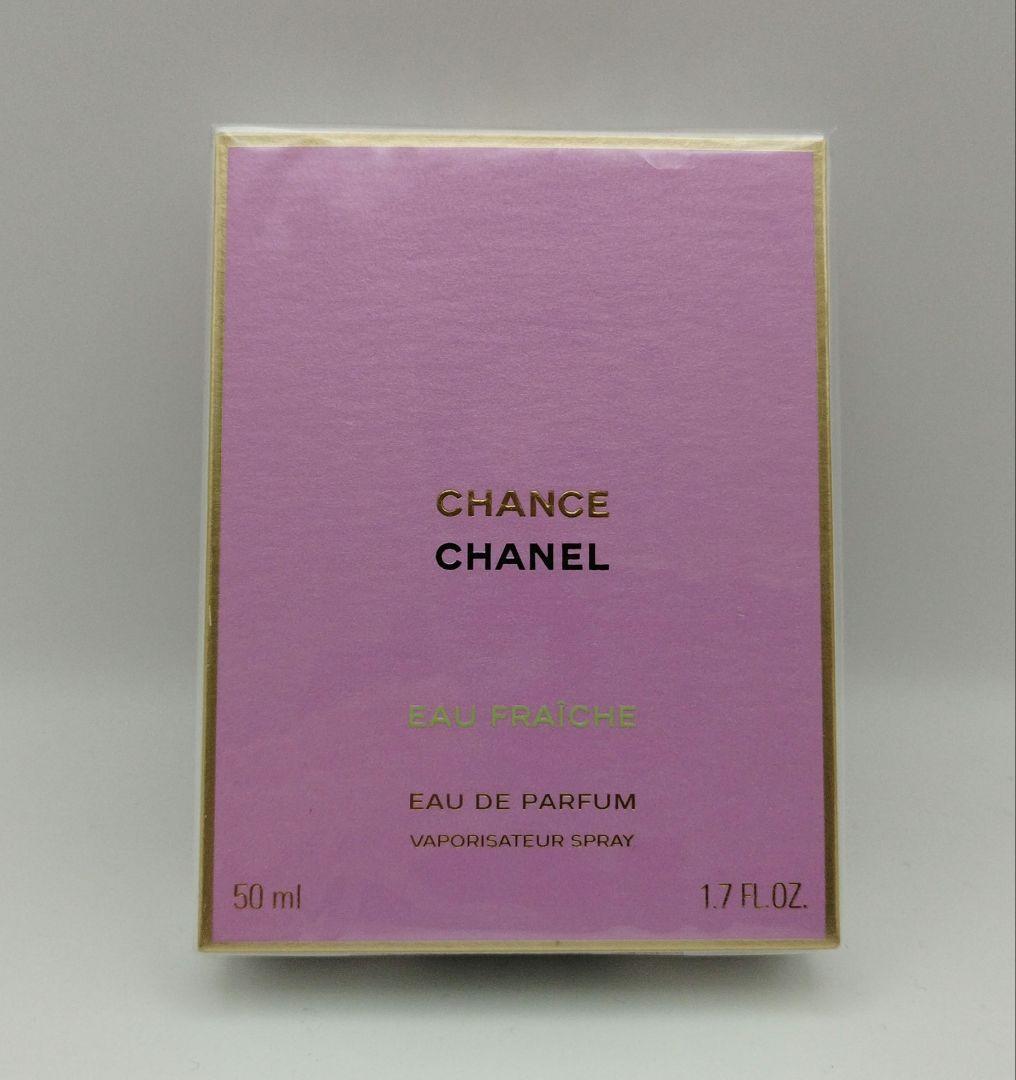 CHANCE
CHANEL
EAU FRAÎCHE
EAU DE PARFUM
VAPORISATEUR SPRAY
50 ml 1.7 FL.OZ.